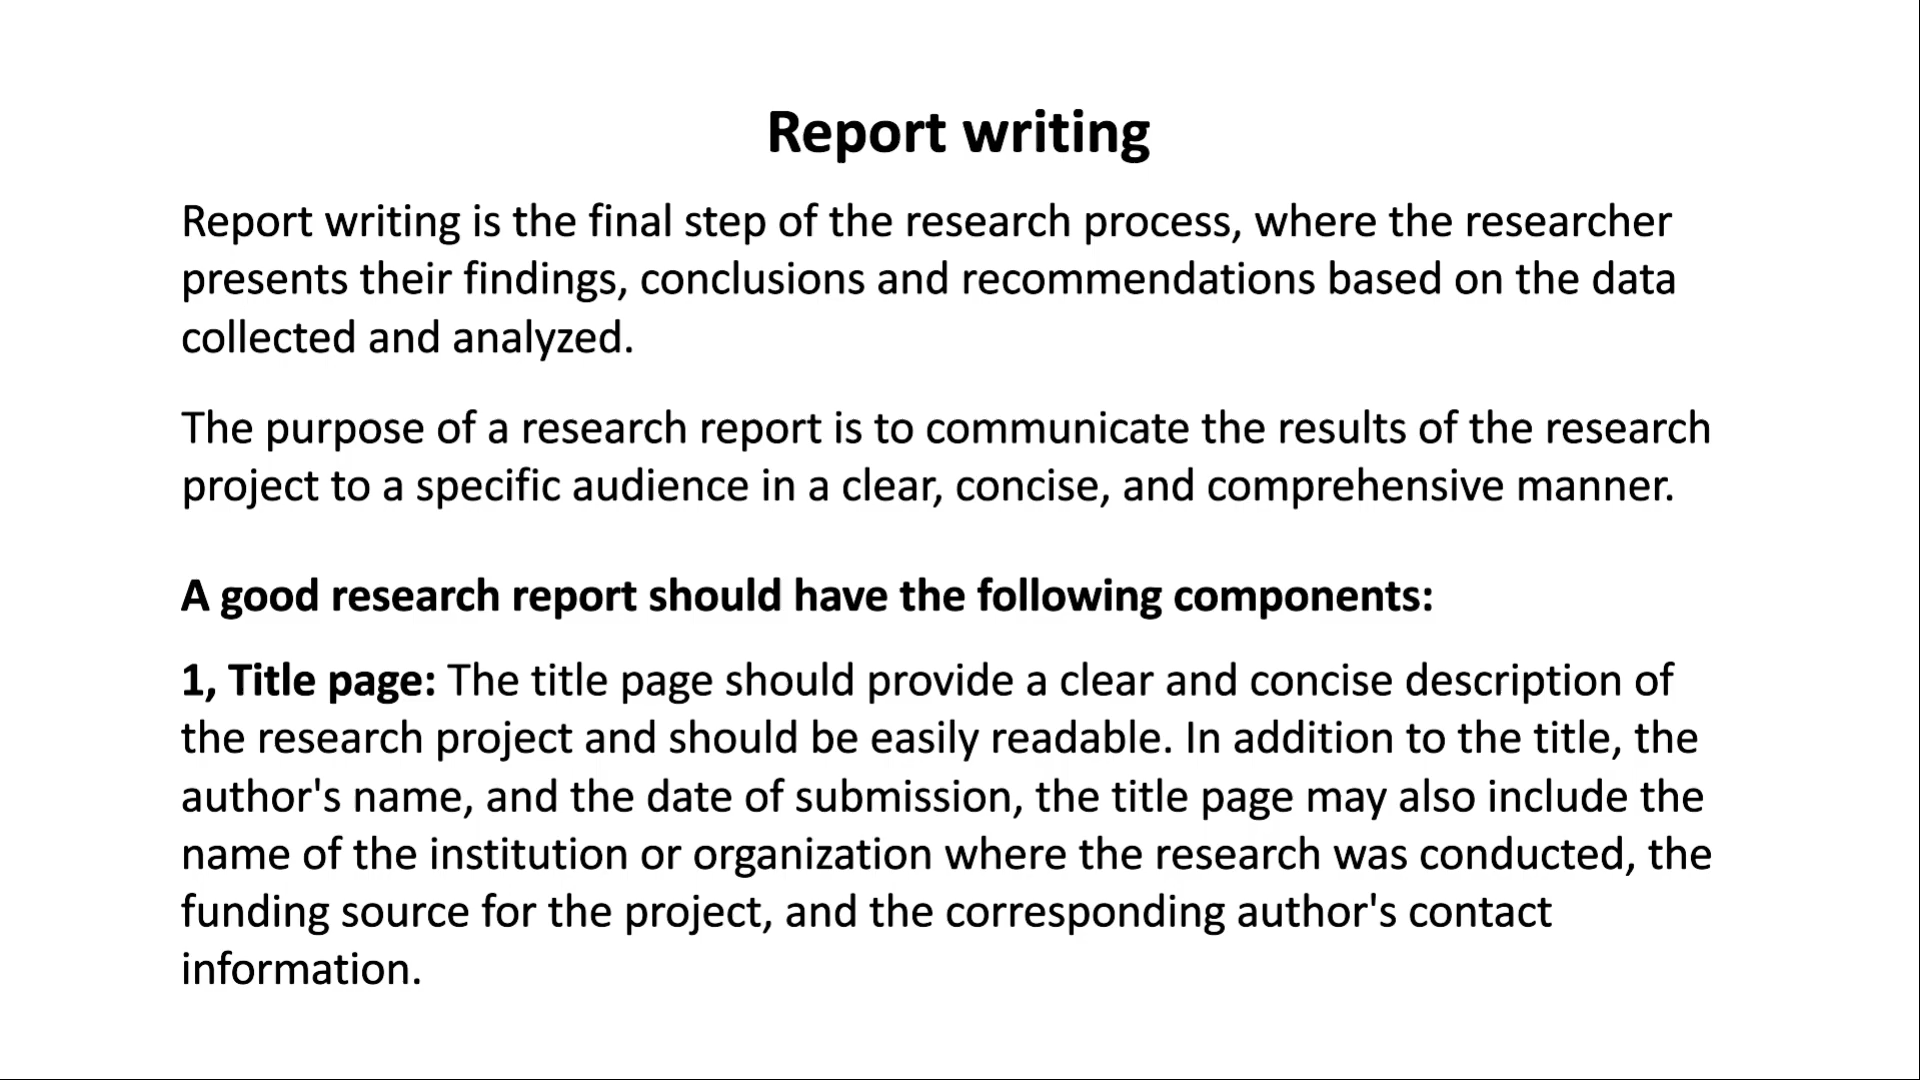 Report writing
Report writing is the final step of the research process, where the researcher
presents their findings, conclusions and recommendations based on the data
collected and analyzed.
The purpose of a research report is to communicate the results of the research
project to a specific audience in a clear, concise, and comprehensive manner.
A good research report should have the following components:
1, Title page: The title page should provide a clear and concise description of
the research project and should be easily readable. In addition to the title, the
author's name, and the date of submission, the title page may also include the
name of the institution or organization where the research was conducted, the
funding source for the project, and the corresponding author's contact
information.